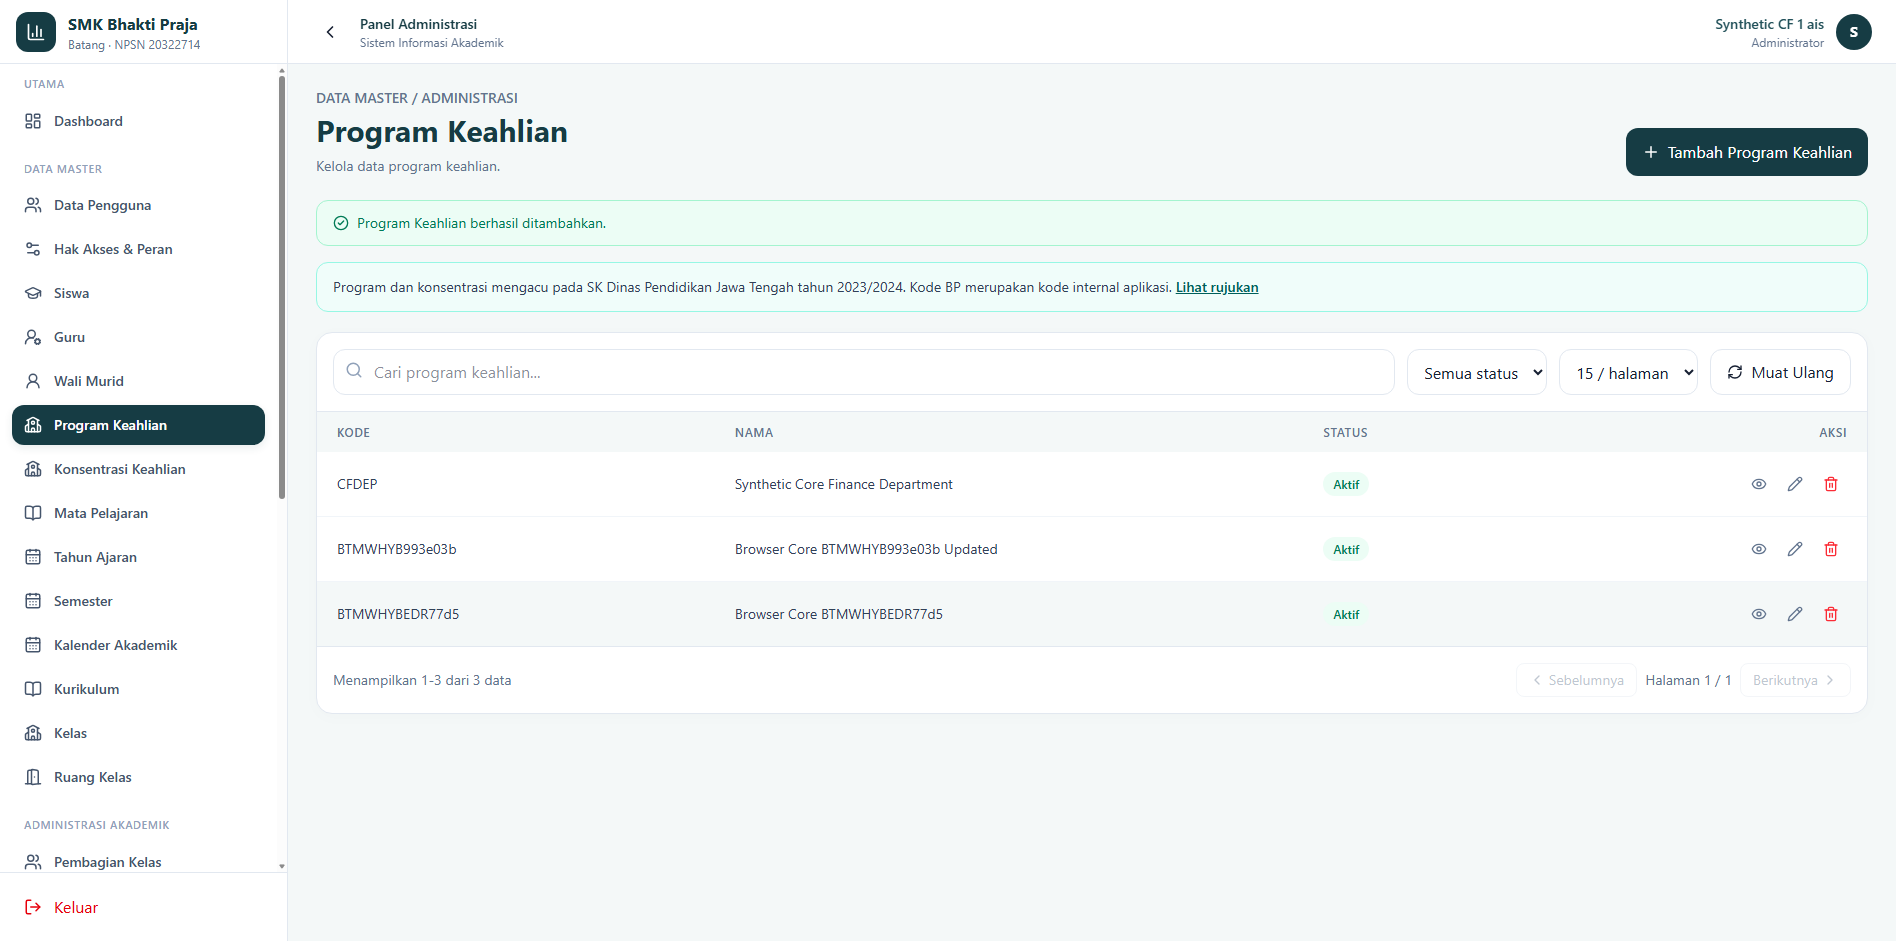 SMK Bhakti Praja
Batang · NPSN 20322714
UTAMA
Dashboard
DATA MASTER
Data Pengguna
Hak Akses & Peran
Siswa
Guru
Wali Murid
Program Keahlian
Konsentrasi Keahlian
Mata Pelajaran
Tahun Ajaran
Semester
Kalender Akademik
Kurikulum
Kelas
Ruang Kelas
ADMINISTRASI AKADEMIK
Pembagian Kelas
Keluar
Panel Administrasi
Sistem Informasi Akademik
Synthetic CF 1 ais
Administrator
S
DATA MASTER / ADMINISTRASI
Program Keahlian
Kelola data program keahlian.
+ Tambah Program Keahlian
Program Keahlian berhasil ditambahkan.
Program dan konsentrasi mengacu pada SK Dinas Pendidikan Jawa Tengah tahun 2023/2024. Kode BP merupakan kode internal aplikasi. Lihat rujukan
Cari program keahlian...
Semua status
15 / halaman
Muat Ulang
KODE NAMA STATUS AKSI
CFDEP Synthetic Core Finance Department Aktif
BTMWHYB993e03b Browser Core BTMWHYB993e03b Updated Aktif
BTMWHYBEDR77d5 Browser Core BTMWHYBEDR77d5 Aktif
Menampilkan 1-3 dari 3 data
Sebelumnya Halaman 1 / 1 Berikutnya